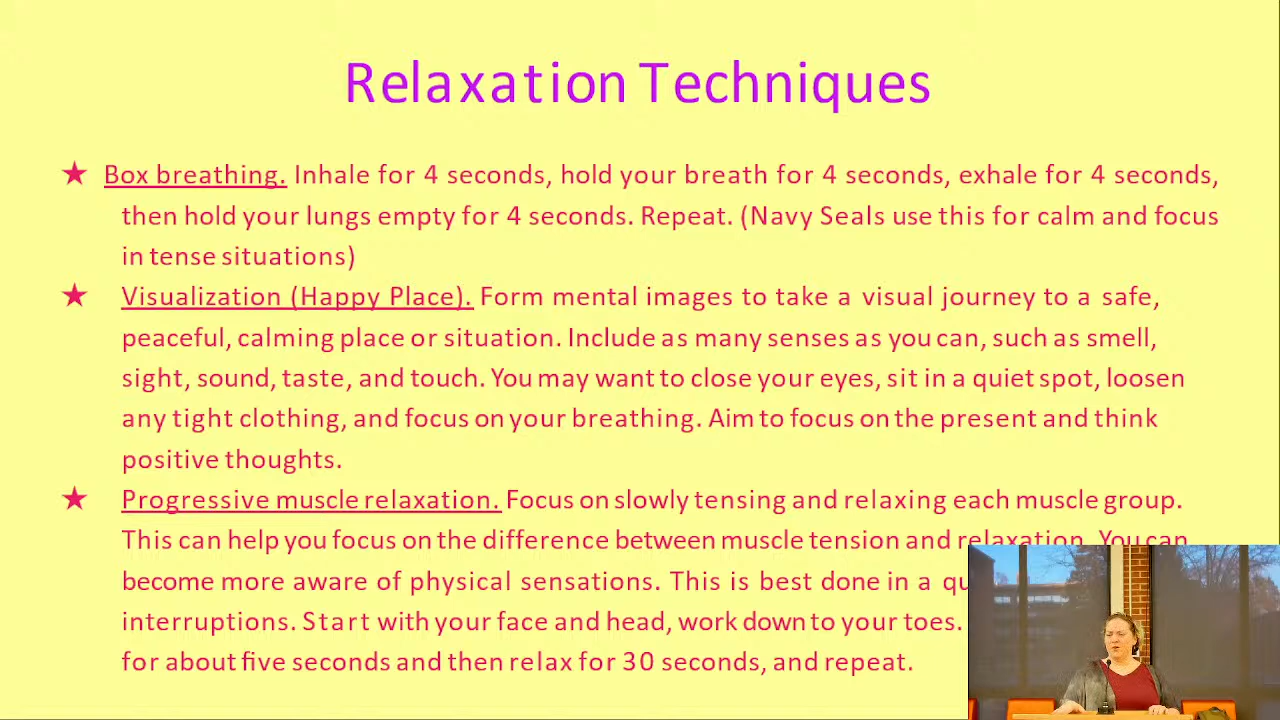 Relaxation Techniques
★ Box breathing. Inhale for 4 seconds, hold your breath for 4 seconds, exhale for 4 seconds,
then hold your lungs empty for 4 seconds. Repeat. (Navy Seals use this for calm and focus
in tense situations)
★ Visualization (Happy Place). Form mental images to take a visual journey to a safe,
peaceful, calming place or situation. Include as many senses as you can, such as smell,
sight, sound, taste, and touch. You may want to close your eyes, sit in a quiet spot, loosen
any tight clothing, and focus on your breathing. Aim to focus on the present and think
positive thoughts.
★ Progressive muscle relaxation. Focus on slowly tensing and relaxing each muscle group.
This can help you focus on the difference between muscle tension and relaxation. You can
become more aware of physical sensations. This is best done in a
interruptions. Start with your face and head, work down to your toes.
for about five seconds and then relax for 30 seconds, and repeat.